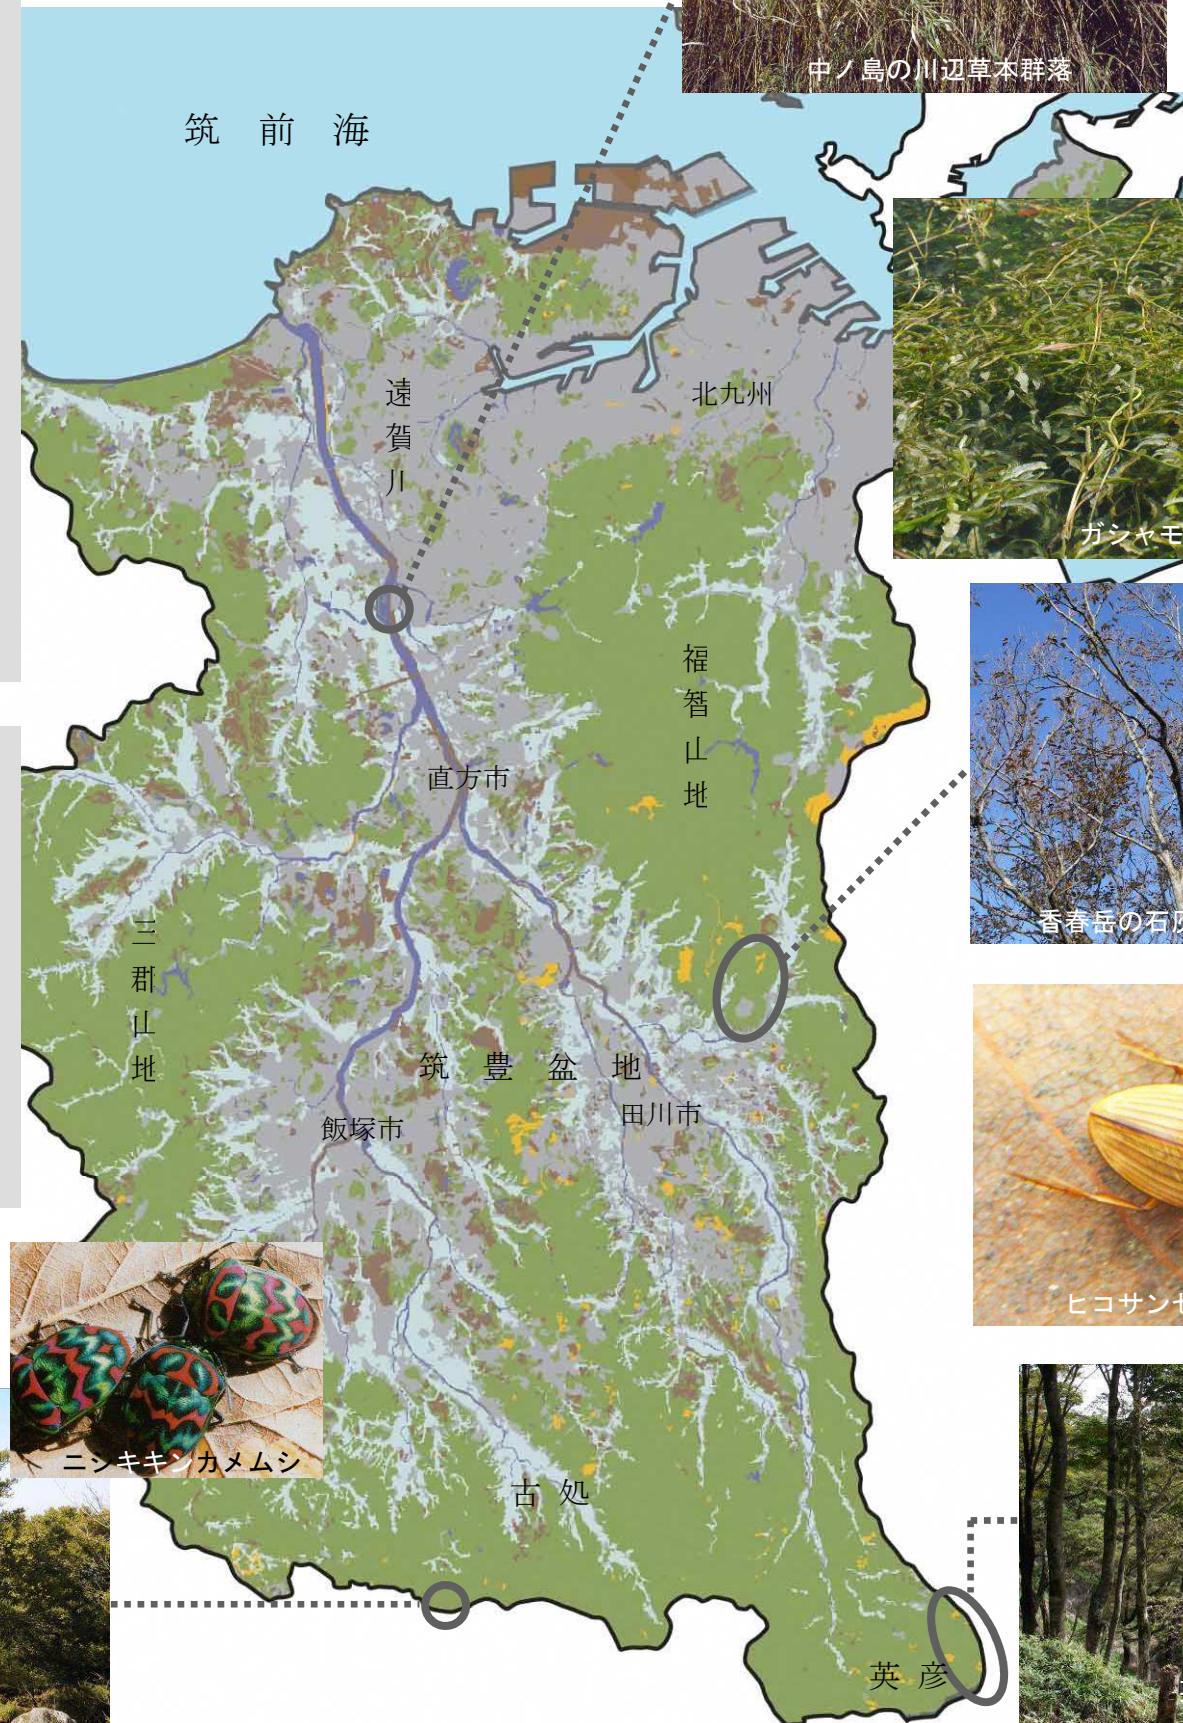 中ノ島の川辺草本群落
筑前海
ガシャモ
北九州
遠賀川
福智山地
直方市
香春岳の石灰
三郡山地
筑豊盆地
田川市
飯塚市
ヒコサンセ
ニシキキンカメムシ
古処
英彦